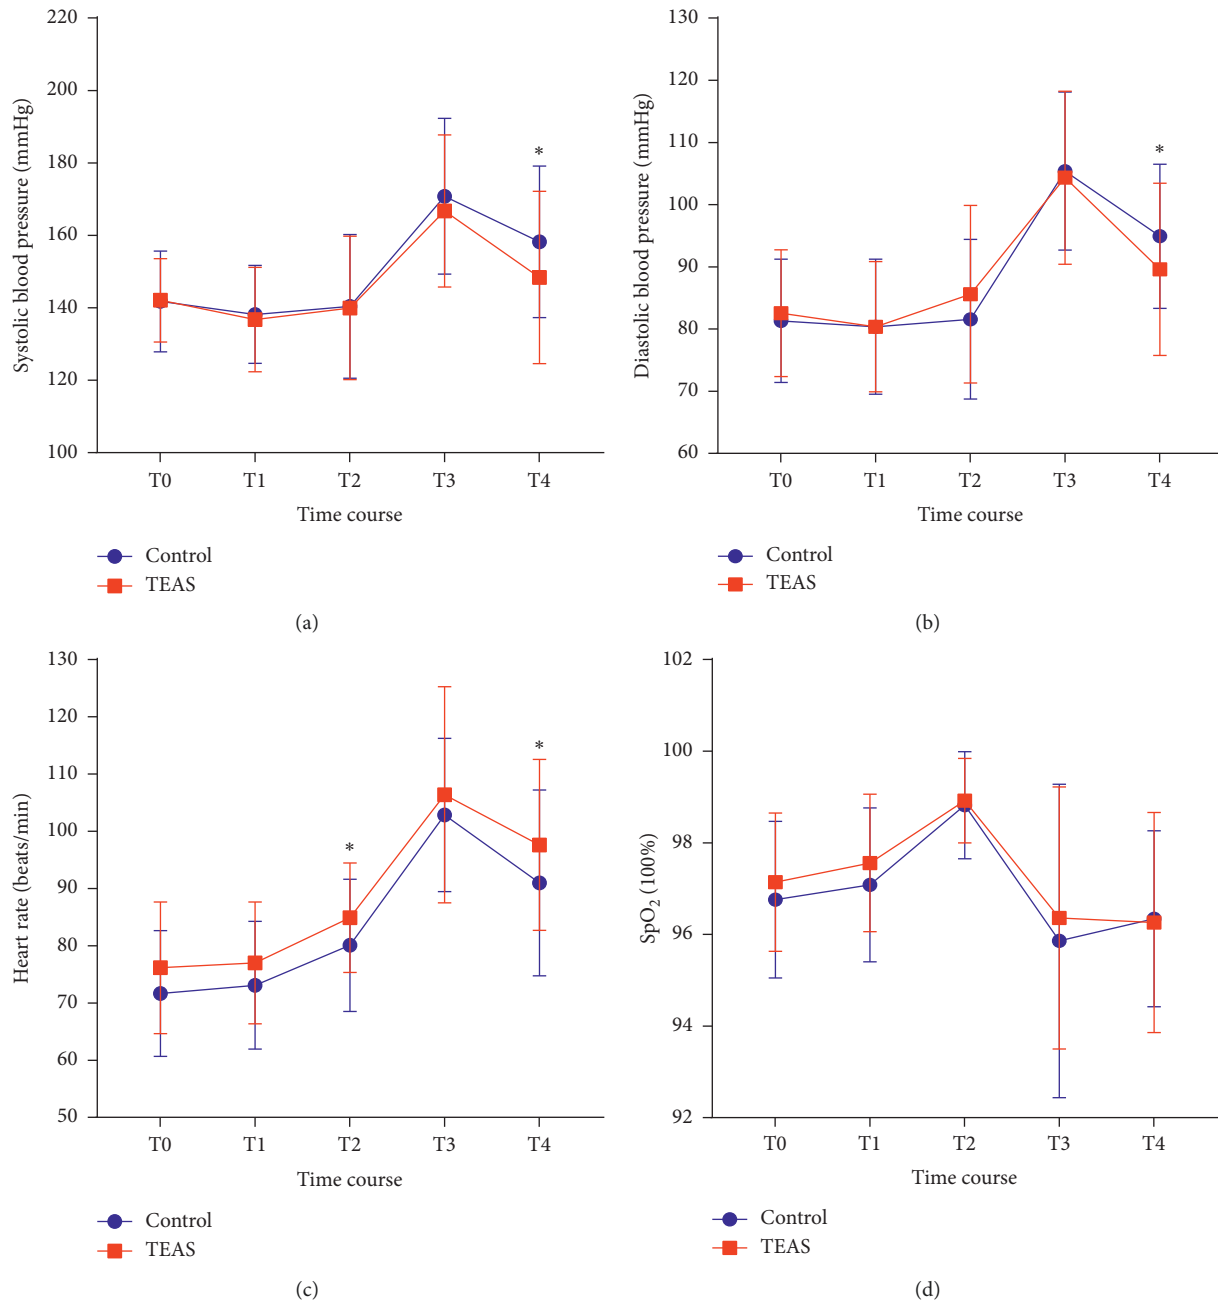 220
200
180
160
140
120
100
Systolic blood pressure (mmHg)
*
T0 T1 T2 T3 T4
Time course
Control
TEAS
(a)
130
120
110
100
90
80
70
60
Diastolic blood pressure (mmHg)
*
T0 T1 T2 T3 T4
Time course
Control
TEAS
(b)
130
120
110
100
90
80
70
60
50
Heart rate (beats/min)
*
*
T0 T1 T2 T3 T4
Time course
Control
TEAS
(c)
102
100
98
96
94
92
SpO₂ (100%)
T0 T1 T2 T3 T4
Time course
Control
TEAS
(d)